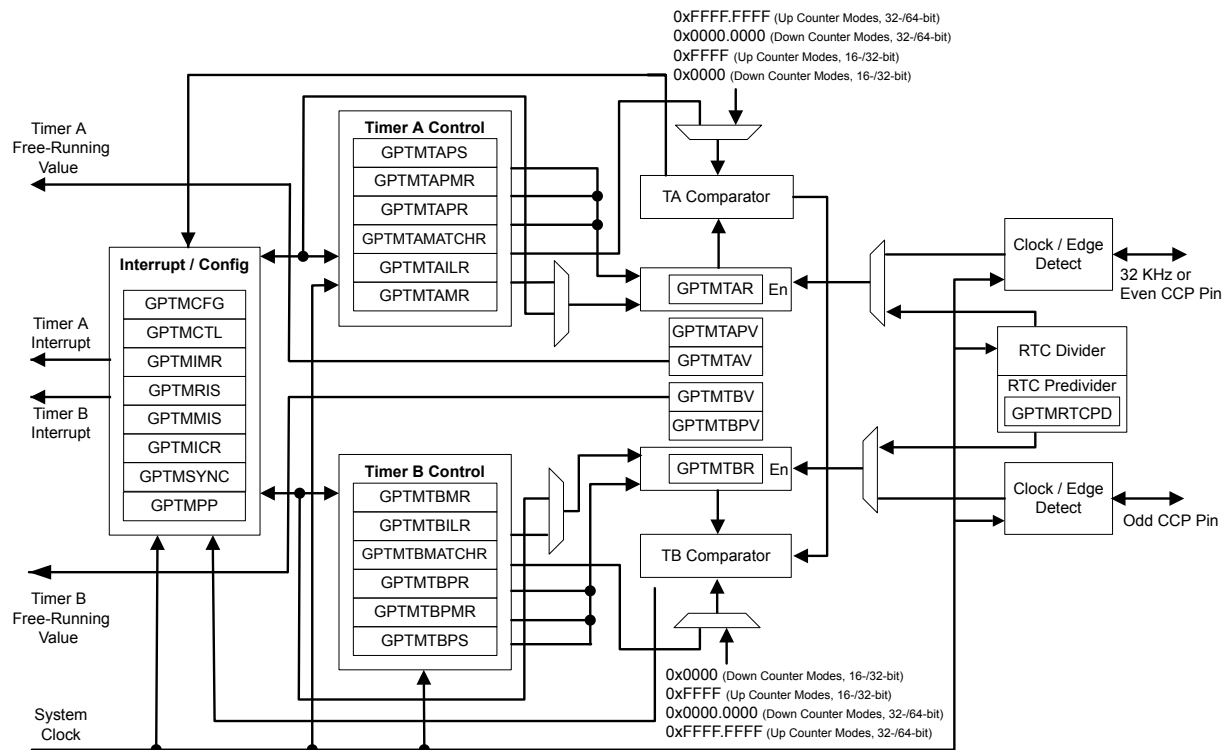 0xFFFF.FFFF (Up Counter Modes, 32-/64-bit)
0x0000.0000 (Down Counter Modes, 32-/64-bit)
0xFFFF (Up Counter Modes, 16-/32-bit)
0x0000 (Down Counter Modes, 16-/32-bit)
Timer A
Free-Running
Value
Timer A Control
GPTMTAPS
GPTMTAPMR
GPTMTAPR
GPTMTAMATCHR
GPTMTAILR
GPTMTAMR
TA Comparator
Interrupt / Config
GPTMCFG
GPTMCTL
GPTMIMR
GPTMRIS
GPTMMIS
GPTMICR
GPTMSYNC
GPTMPP
GPTMTAR
En
Clock / Edge
Detect
32 KHz or
Even CCP Pin
Timer A
Interrupt
GPTMTAPV
GPTMTAV
RTC Divider
RTC Predivider
GPTMRTCPD
Timer B
Interrupt
GPTMTBV
GPTMTBPV
Timer B Control
GPTMTBMR
GPTMTBILR
GPTMTBMATCHR
GPTMTBPR
GPTMTBPMR
GPTMTBPS
GPTMTBR
En
Clock / Edge
Detect
Odd CCP Pin
TB Comparator
Timer B
Free-Running
Value
0x0000 (Down Counter Modes, 16-/32-bit)
0xFFFF (Up Counter Modes, 16-/32-bit)
0x0000.0000 (Down Counter Modes, 32-/64-bit)
0xFFFF.FFFF (Up Counter Modes, 32-/64-bit)
System
Clock